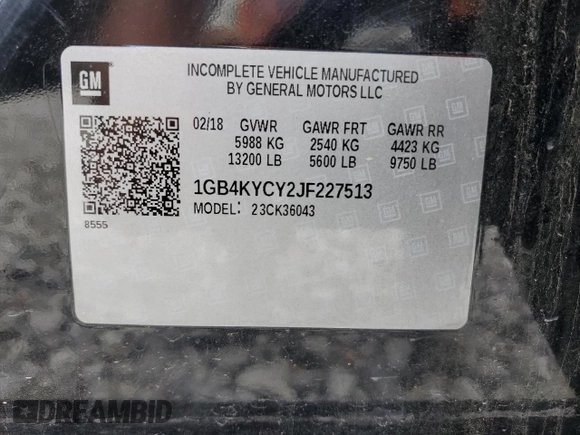 GM
INCOMPLETE VEHICLE MANUFACTURED
BY GENERAL MOTORS LLC
02/18 GVWR GAWR FRT GAWR RR
5988 KG 2540 KG 4423 KG
13200 LB 5600 LB 9750 LB
1GB4KYCY2JF227513
MODEL: 23CK36043
8555
DREAMBID